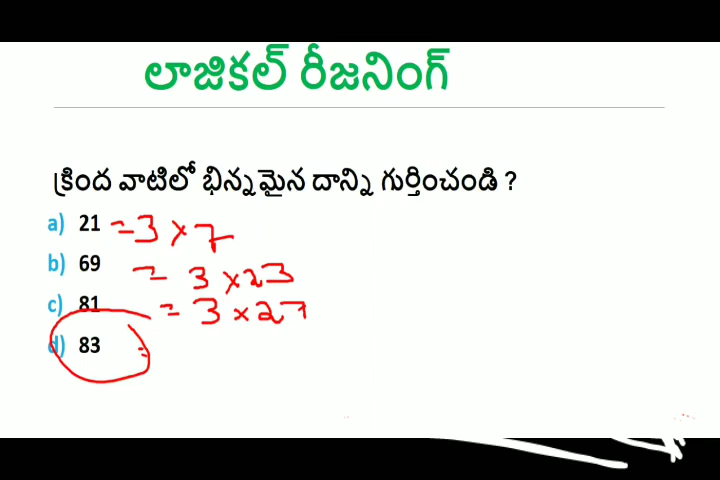 లాజికల్ రీజనింగ్
క్రింద వాటిలో భిన్నమైన దాన్ని గుర్తించండి ?
a) 21 = 3 × 7
b) 69 = 3 × 23
c) 81 = 3 × 27
d) 83 =